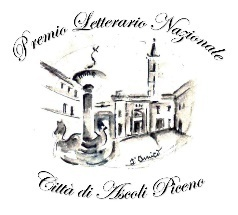 Premio Letterario Nazionale
Città di Ascoli Piceno